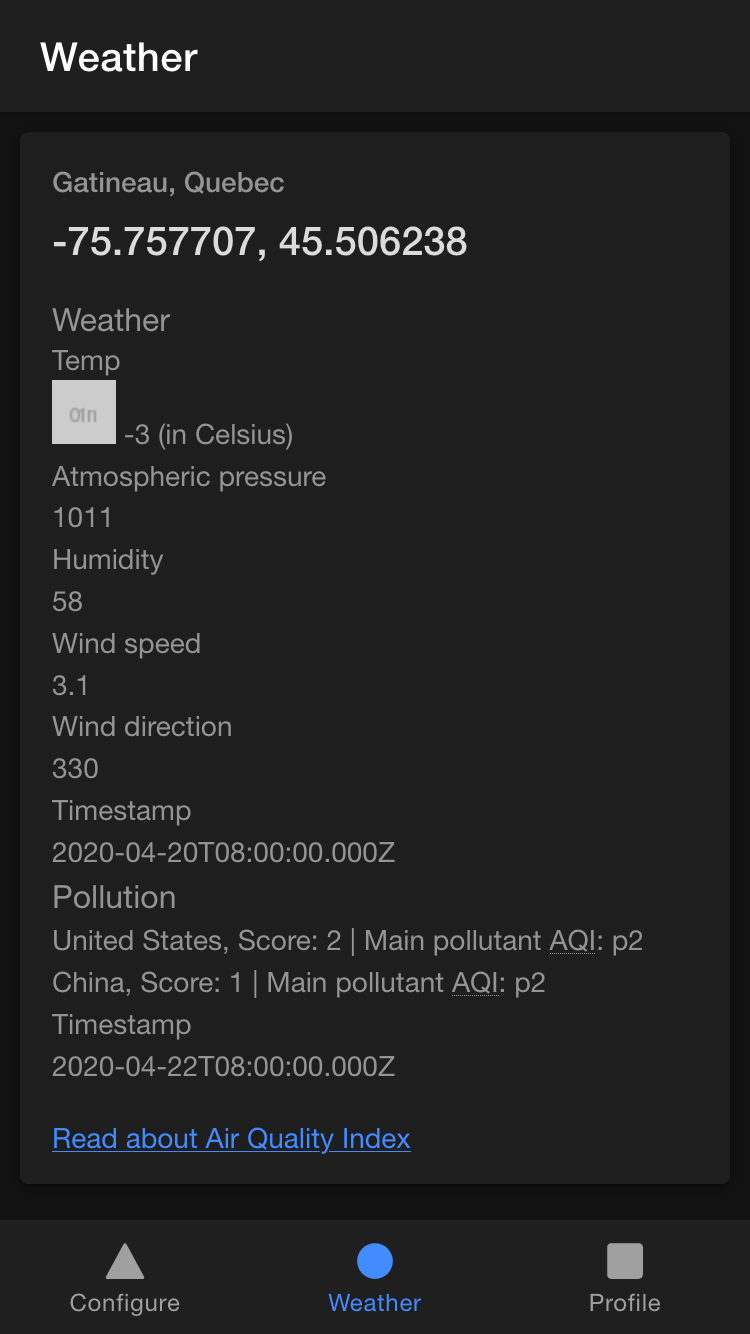 Weather
Gatineau, Quebec
-75.757707, 45.506238
Weather
Temp
01n -3 (in Celsius)
Atmospheric pressure
1011
Humidity
58
Wind speed
3.1
Wind direction
330
Timestamp
2020-04-20T08:00:00.000Z
Pollution
United States, Score: 2 | Main pollutant AQI: p2
China, Score: 1 | Main pollutant AQI: p2
Timestamp
2020-04-22T08:00:00.000Z
Read about Air Quality Index
Configure
Weather
Profile